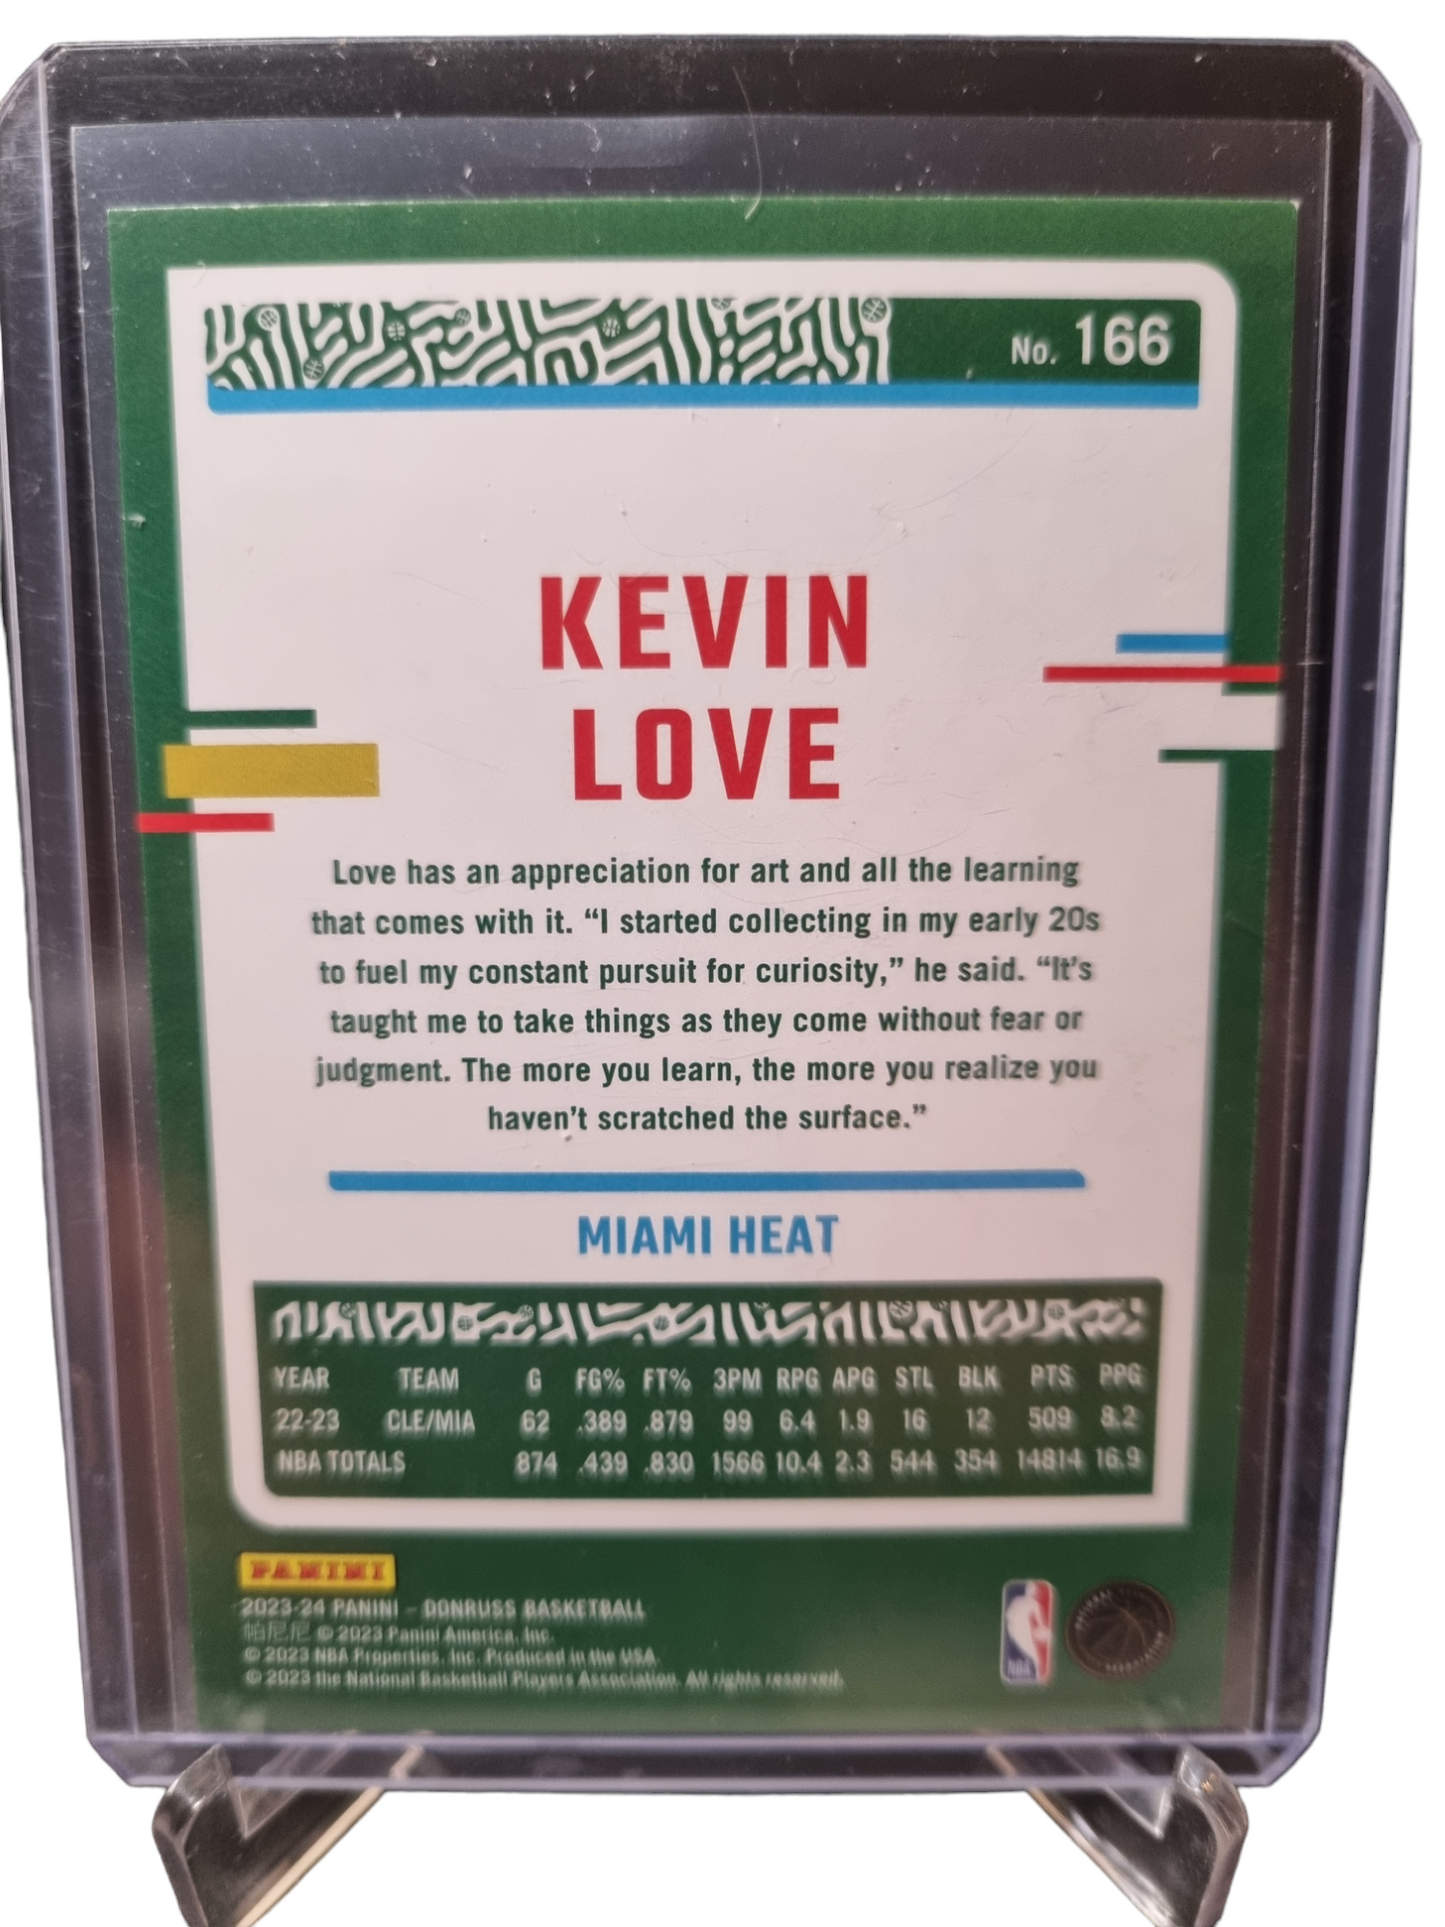 No. 166
KEVIN
LOVE
Love has an appreciation for art and all the learning
that comes with it. “I started collecting in my early 20s
to fuel my constant pursuit for curiosity,” he said. “It’s
taught me to take things as they come without fear or
judgment. The more you learn, the more you realize you
haven’t scratched the surface.”
MIAMI HEAT
YEAR TEAM G FG% FT% 3PM RPG APG STL BLK PTS PPG
22-23 CLE/MIA 62 .389 .879 99 6.4 1.9 16 12 509 8.2
NBA TOTALS 874 .439 .830 1566 10.4 2.3 544 354 14814 16.9
PANINI
2023-24 PANINI – DONRUSS BASKETBALL
帕尼尼 © 2023 Panini America, Inc.
© 2023 NBA Properties, Inc. Produced in the USA.
© 2023 the National Basketball Players Association. All rights reserved.
NBA